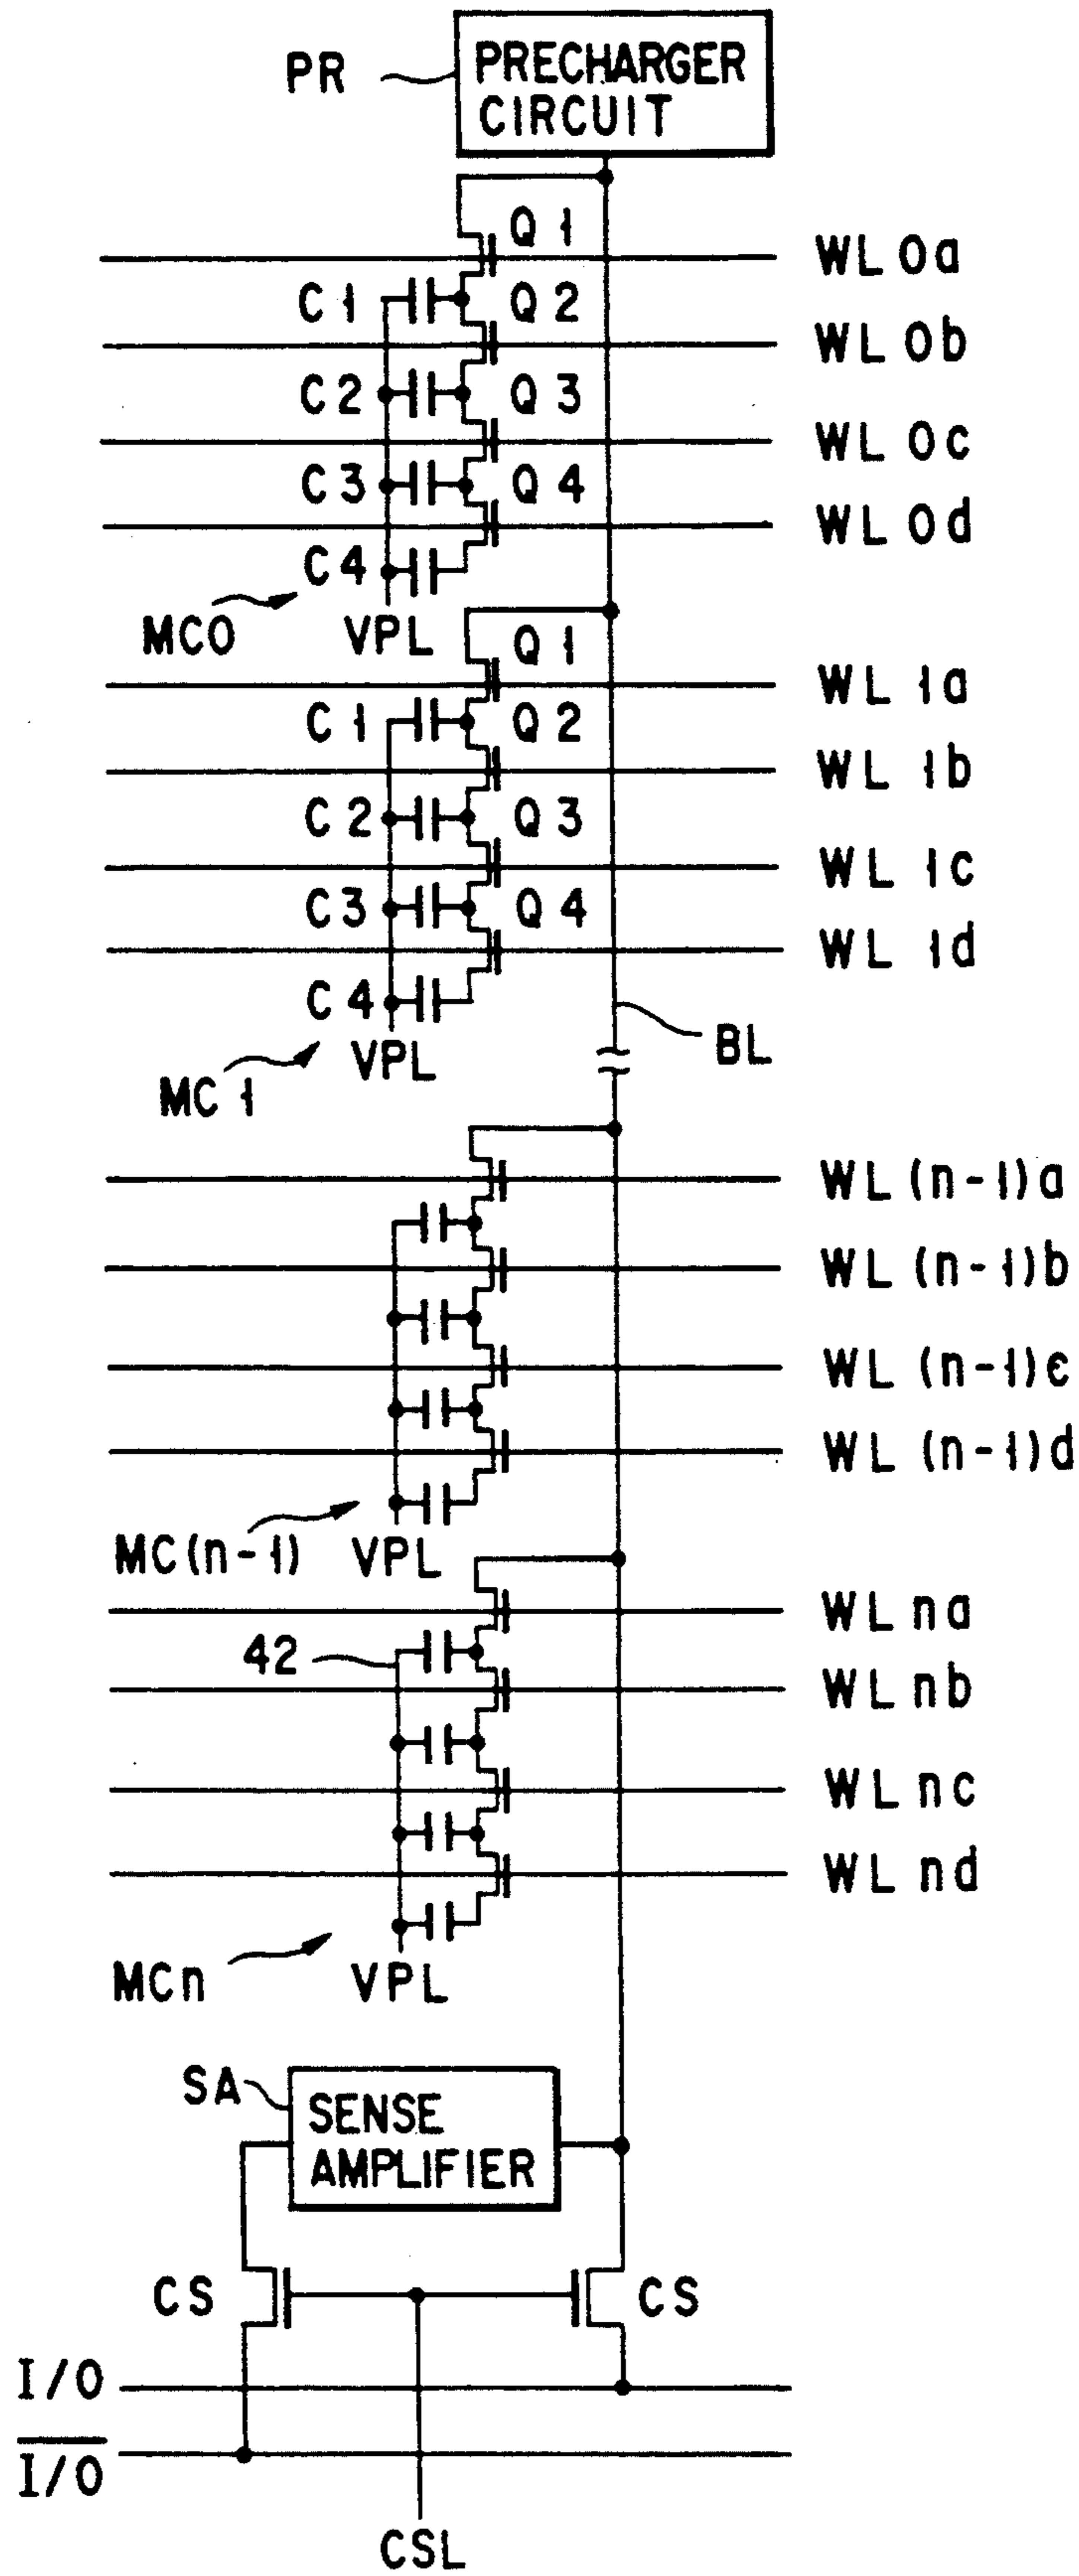 PR
PRECHARGER
CIRCUIT
Q1
WL0a
C1
Q2
WL0b
C2
Q3
WL0c
C3
Q4
WL0d
C4
MC0
VPL
Q1
WL1a
C1
Q2
WL1b
C2
Q3
WL1c
C3
Q4
WL1d
C4
BL
VPL
MC1
WL(n-1)a
WL(n-1)b
WL(n-1)c
WL(n-1)d
MC(n-1)
VPL
WLna
42
WLnb
WLnc
WLnd
MCn
VPL
SA
SENSE
AMPLIFIER
CS
CS
I/O
I/O
CSL